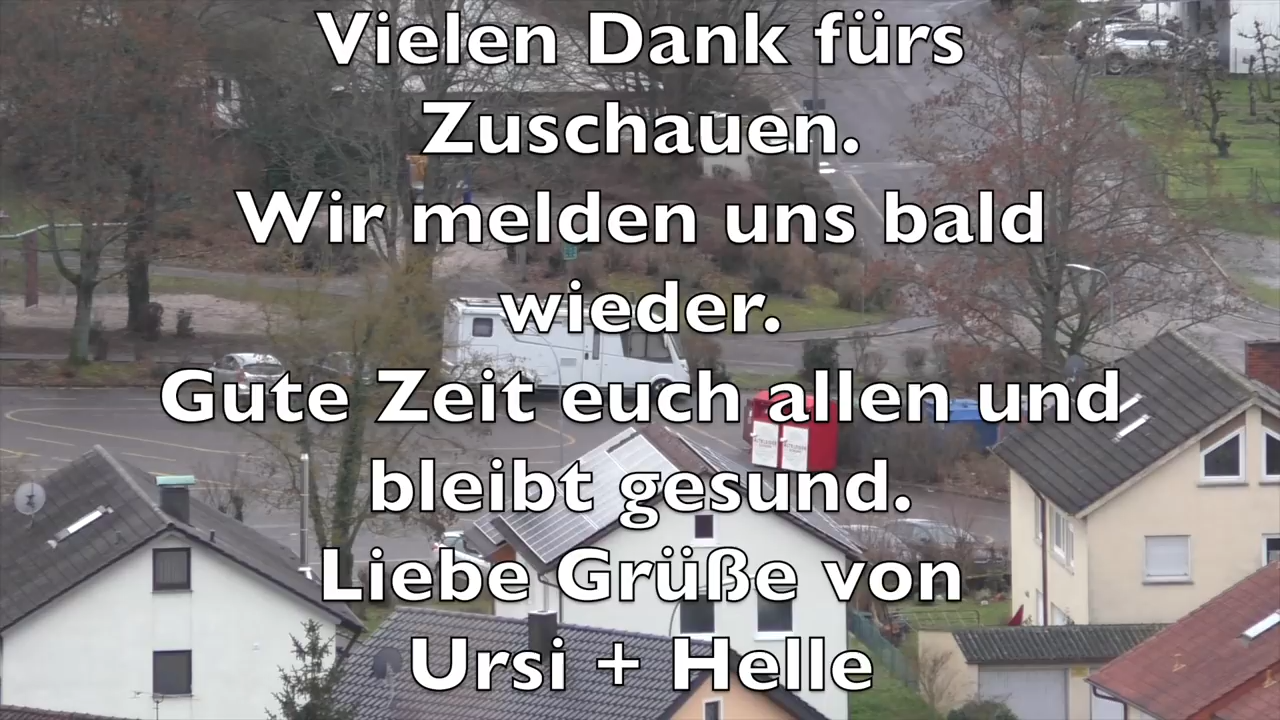 Vielen Dank fürs
Zuschauen.
Wir melden uns bald
wieder.
Gute Zeit euch allen und
bleibt gesund.
Liebe Grüße von
Ursi + Helle